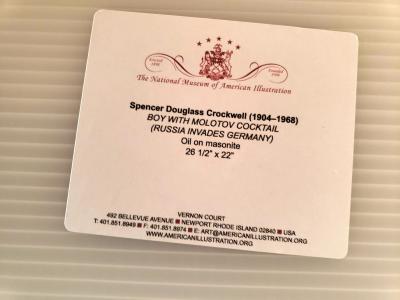 Erected 1898
Founded 1998
The National Museum of American Illustration
Spencer Douglass Crockwell (1904–1968)
BOY WITH MOLOTOV COCKTAIL
(RUSSIA INVADES GERMANY)
Oil on masonite
26 1/2" x 22"
VERNON COURT
492 BELLEVUE AVENUE ■ NEWPORT RHODE ISLAND 02840 ■ USA
T: 401.851.8949 ■ F: 401.851.8974 ■ E: ART@AMERICANILLUSTRATION.ORG
WWW.AMERICANILLUSTRATION.ORG